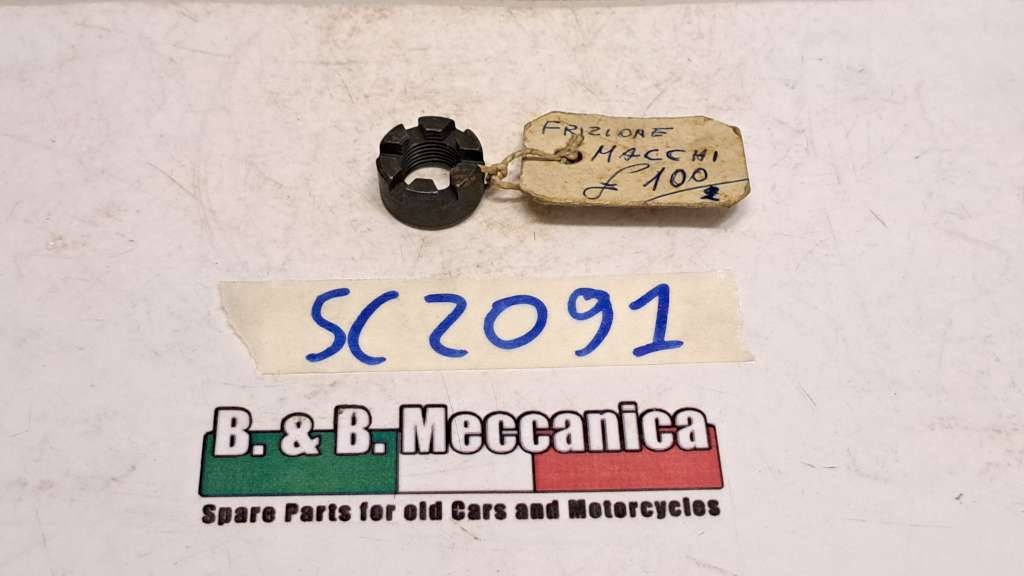 FRIZIONE
MACCHI
£ 100
SC2091
B. & B. Meccanica
Spare Parts for old Cars and Motorcycles